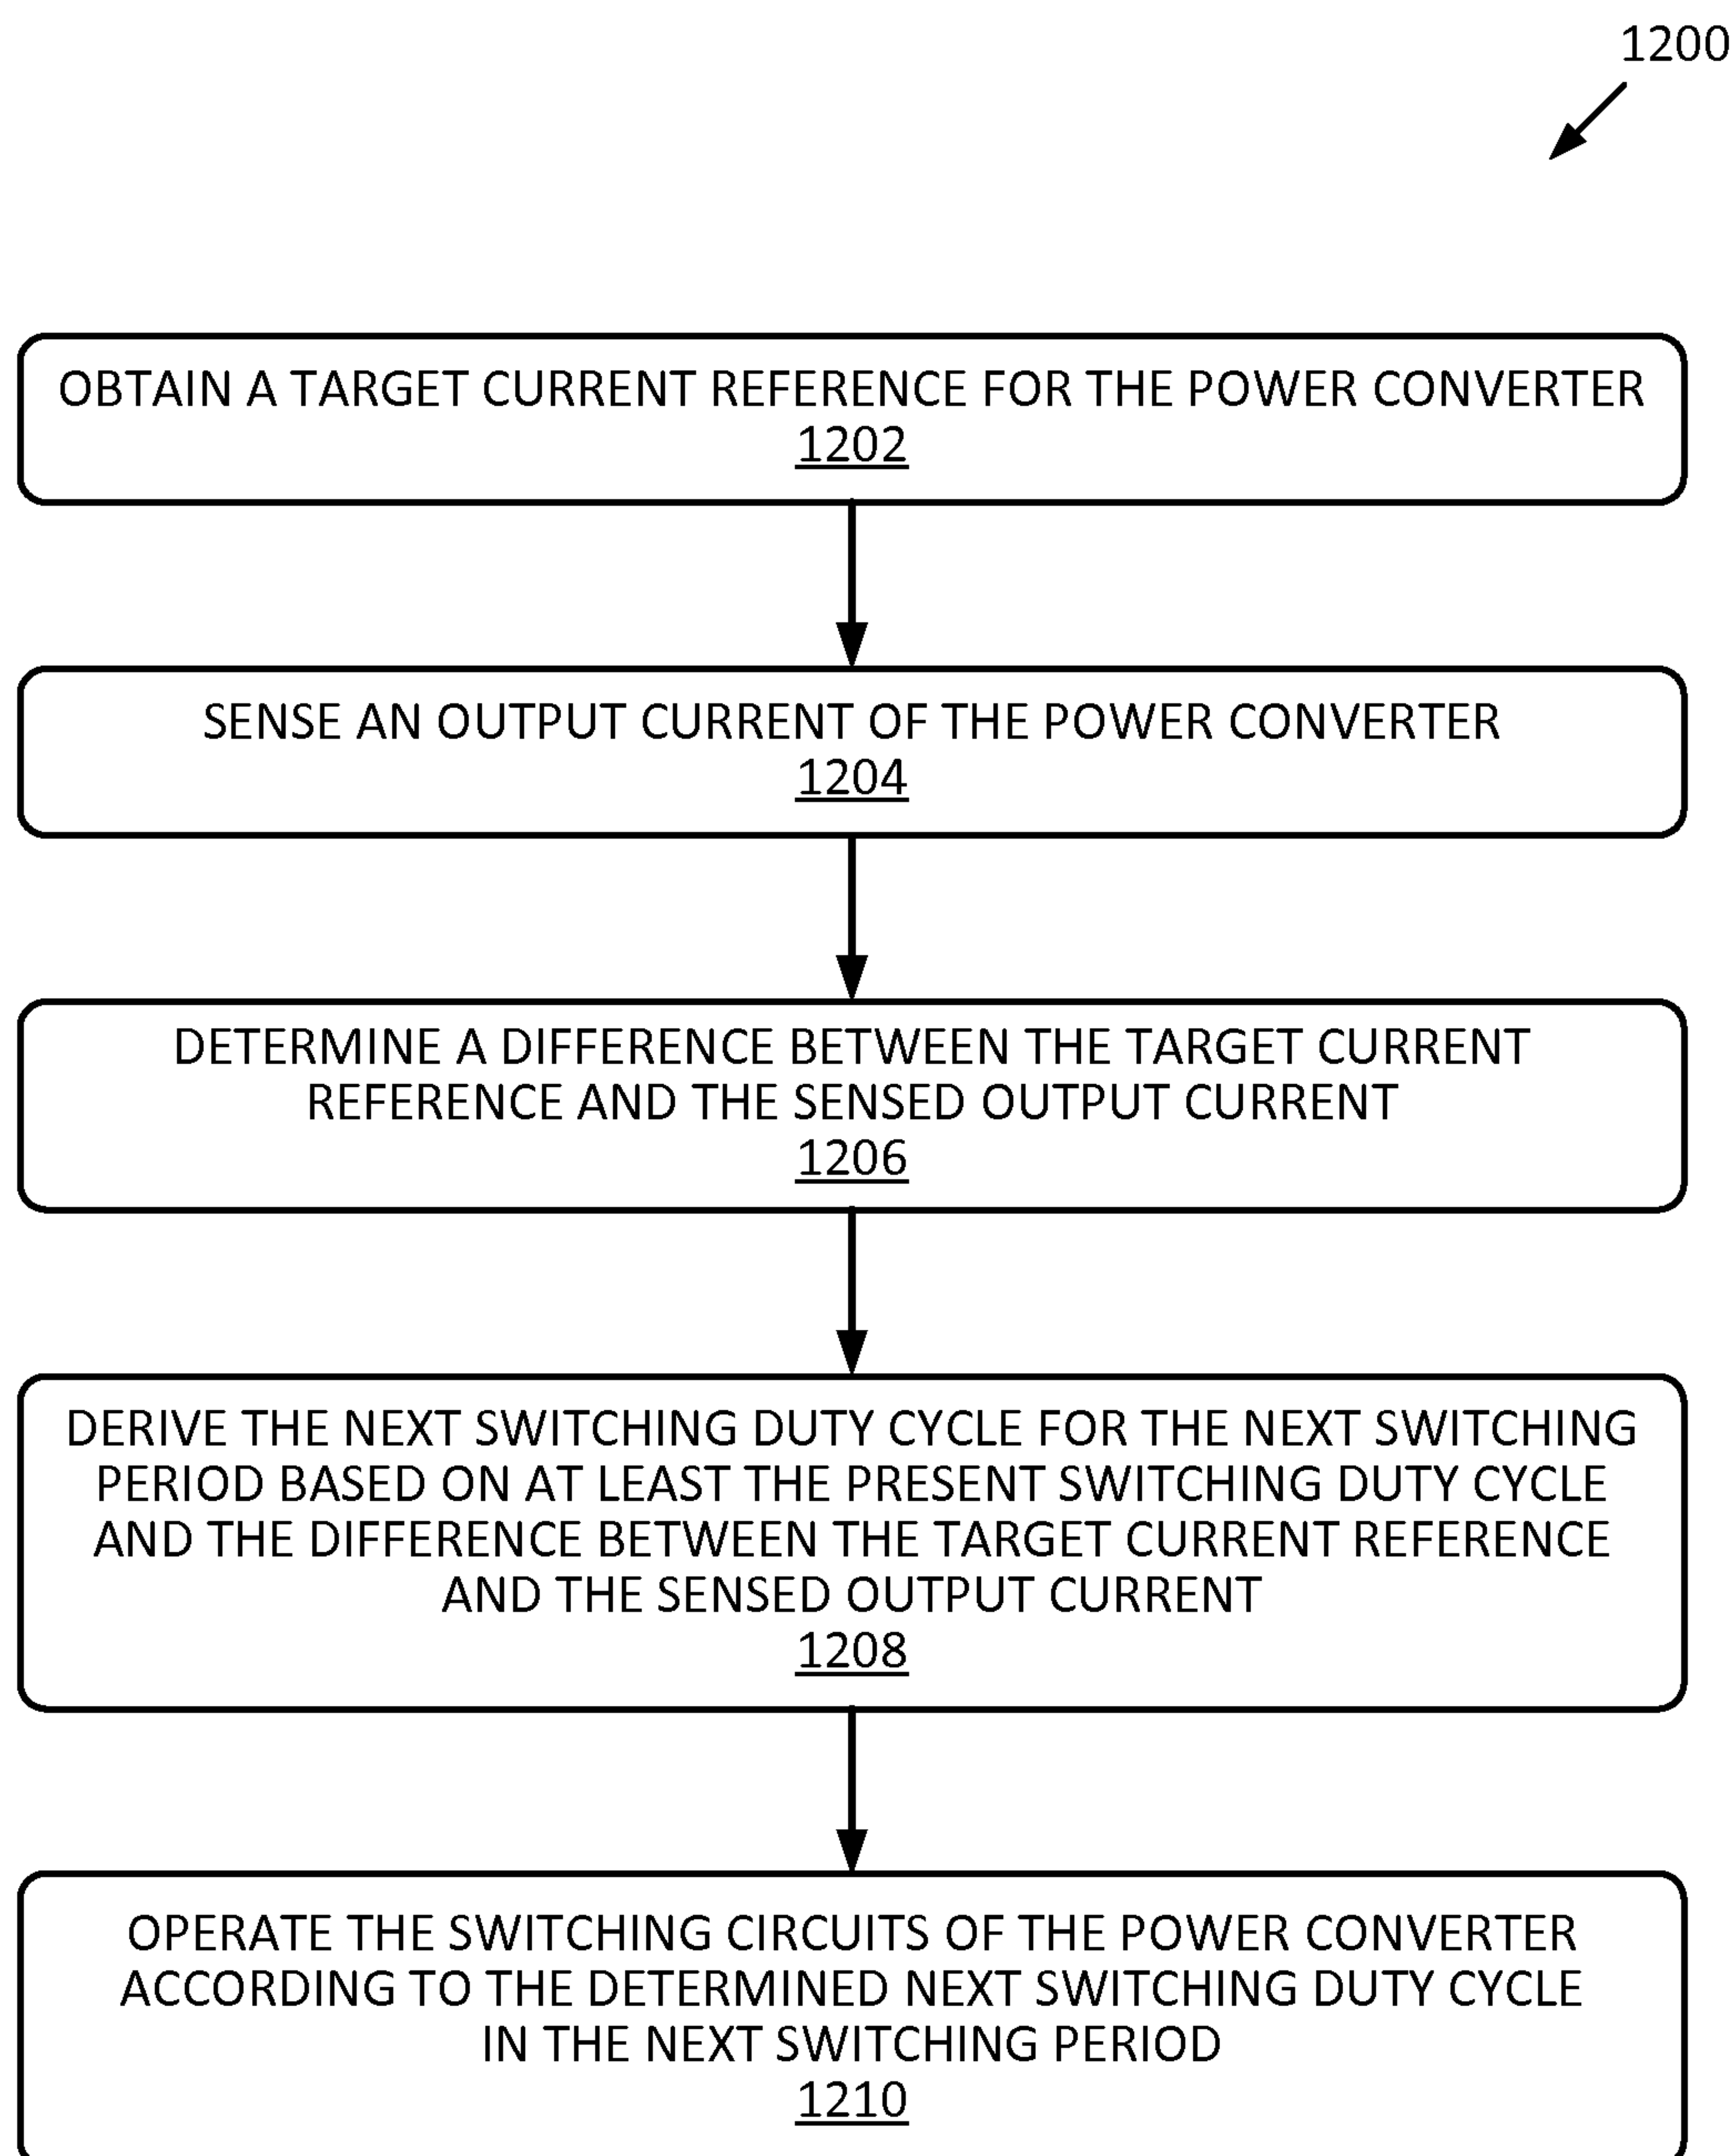 1200
OBTAIN A TARGET CURRENT REFERENCE FOR THE POWER CONVERTER
1202
SENSE AN OUTPUT CURRENT OF THE POWER CONVERTER
1204
DETERMINE A DIFFERENCE BETWEEN THE TARGET CURRENT
REFERENCE AND THE SENSED OUTPUT CURRENT
1206
DERIVE THE NEXT SWITCHING DUTY CYCLE FOR THE NEXT SWITCHING
PERIOD BASED ON AT LEAST THE PRESENT SWITCHING DUTY CYCLE
AND THE DIFFERENCE BETWEEN THE TARGET CURRENT REFERENCE
AND THE SENSED OUTPUT CURRENT
1208
OPERATE THE SWITCHING CIRCUITS OF THE POWER CONVERTER
ACCORDING TO THE DETERMINED NEXT SWITCHING DUTY CYCLE
IN THE NEXT SWITCHING PERIOD
1210